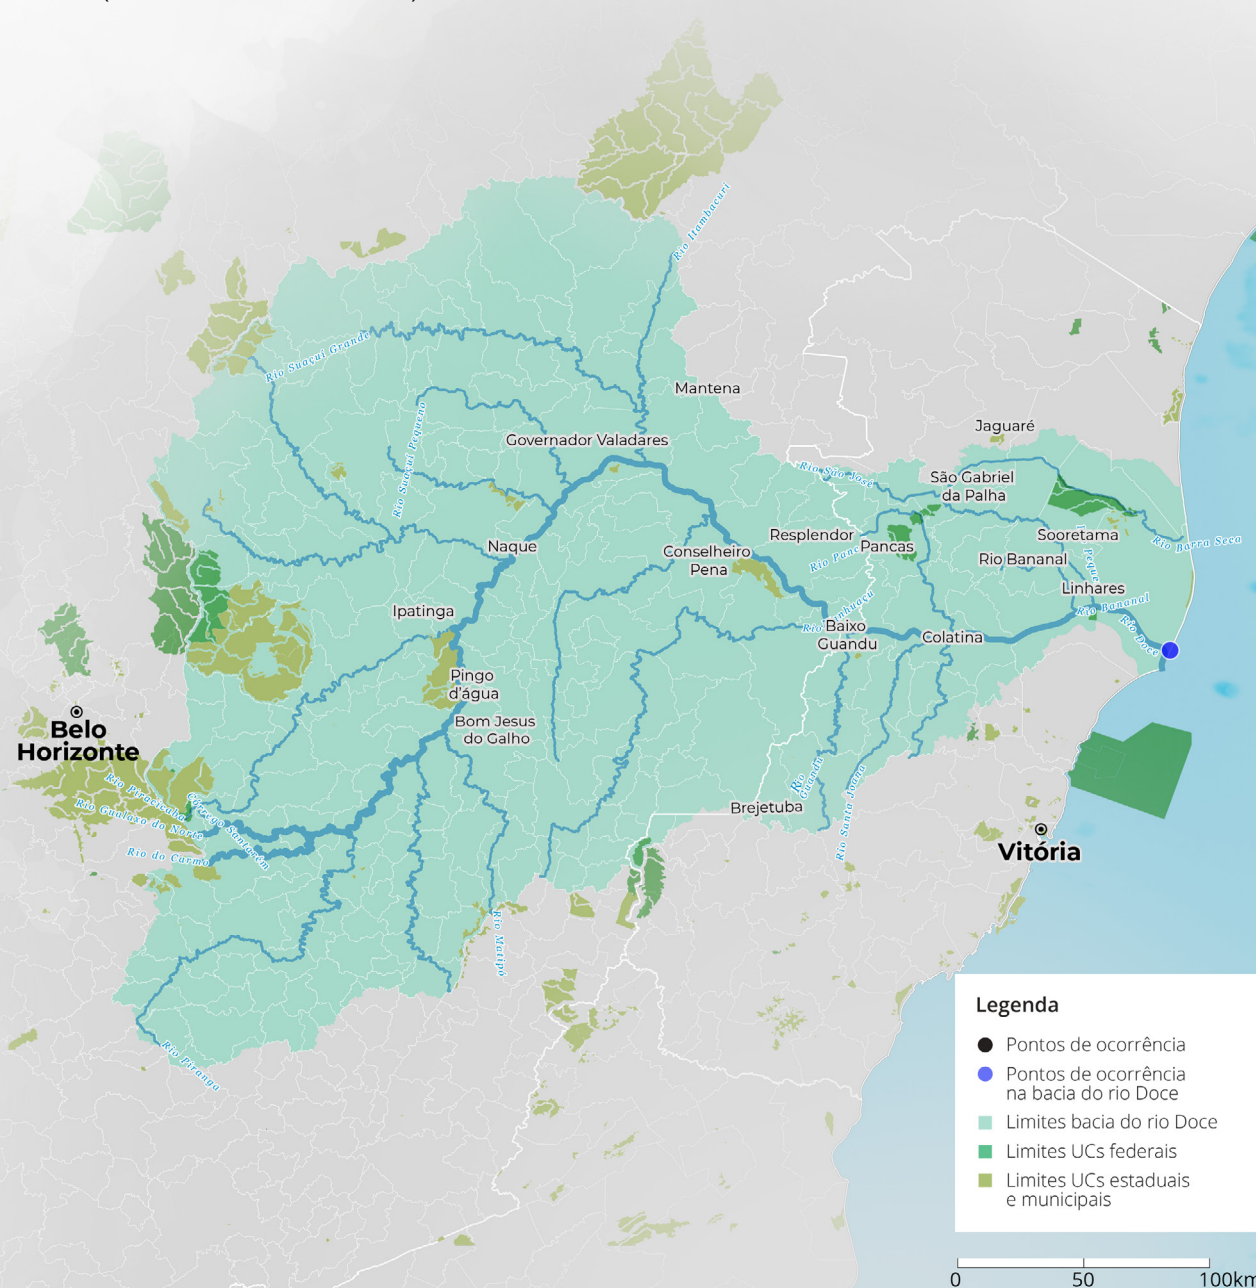 Rio Itambacuri
Rio Suaçuí Grande
Mantena
Rio Suaçuí Pequeno
Governador Valadares
Jaguaré
Rio São José
São Gabriel
da Palha
Resplendor
Sooretama
Naque
Conselheiro
Pena
Pancas
Rio Barra Seca
Rio Bananal
Ipatinga
Linhares
Rio Bananal
Rio Doce
Baixo
Guandu
Colatina
Pingo
d’água
Bom Jesus
do Galho
Belo
Horizonte
Rio Piracicaba
Rio Gualaxo do Norte
Córrego Santarém
Rio do Carmo
Rio
Guandu
Rio Santa Joana
Brejetuba
Vitória
Rio Matipó
Rio Piranga
Legenda
Pontos de ocorrência
Pontos de ocorrência
na bacia do rio Doce
Limites bacia do rio Doce
Limites UCs federais
Limites UCs estaduais
e municipais
0 50 100km